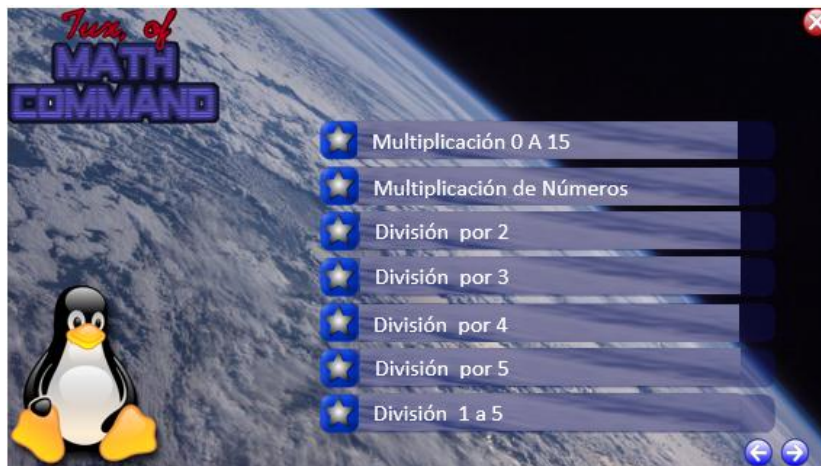 Tux, of
MATH
COMMAND
Multiplicación 0 A 15
Multiplicación de Números
División por 2
División por 3
División por 4
División por 5
División 1 a 5